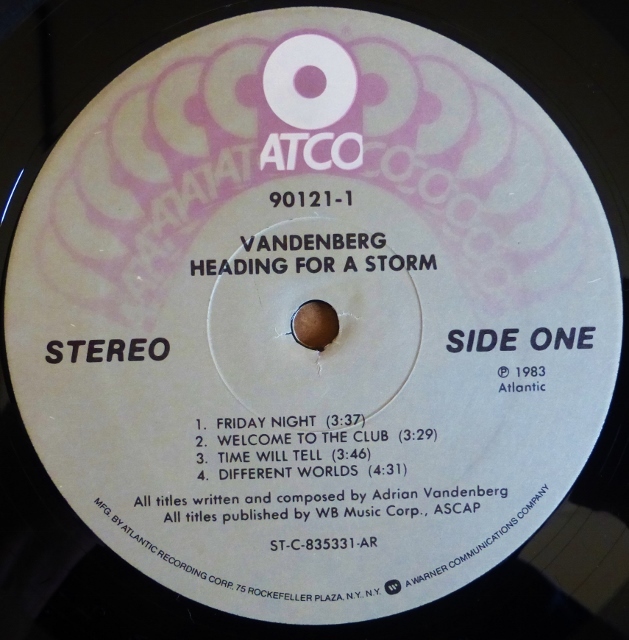 ATCO
90121-1
VANDENBERG
HEADING FOR A STORM
STEREO
SIDE ONE
℗ 1983
Atlantic
1. FRIDAY NIGHT (3:37)
2. WELCOME TO THE CLUB (3:29)
3. TIME WILL TELL (3:46)
4. DIFFERENT WORLDS (4:31)
All titles written and composed by Adrian Vandenberg
All titles published by WB Music Corp., ASCAP
ST-C-835331-AR
MFG. BY ATLANTIC RECORDING CORP. 75 ROCKEFELLER PLAZA, N.Y. N.Y. A WARNER COMMUNICATIONS COMPANY